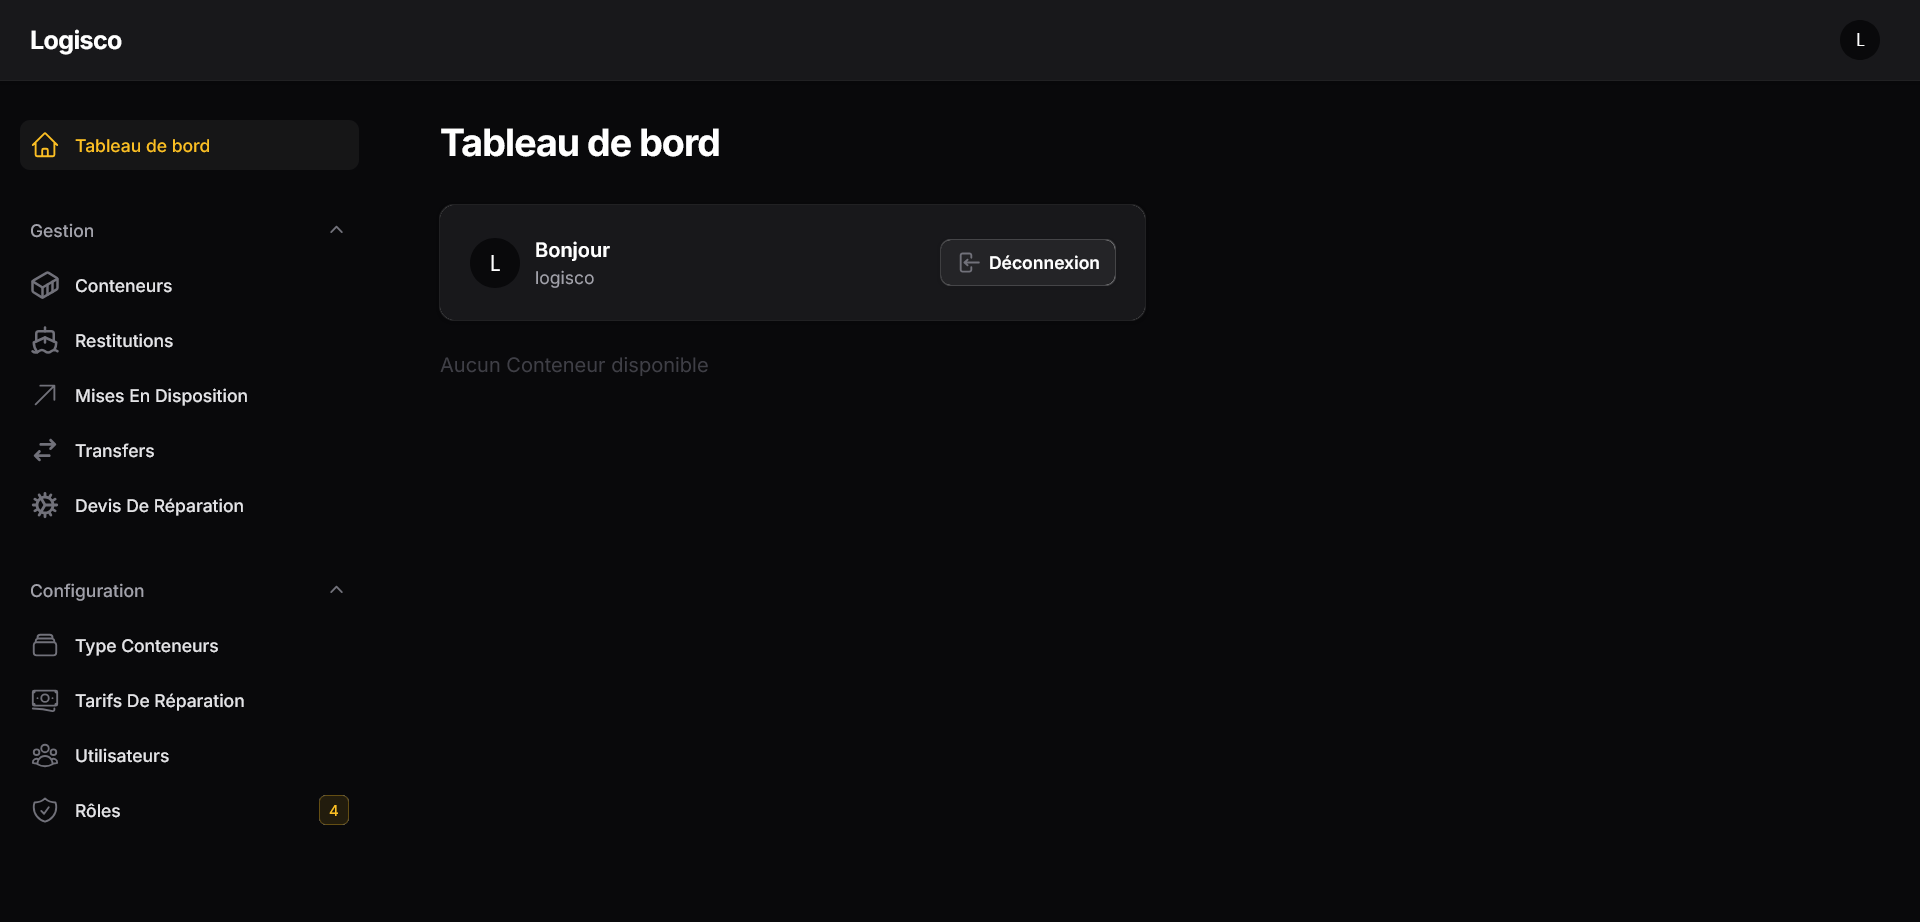 Logisco
L
Tableau de bord
Gestion
Conteneurs
Restitutions
Mises En Disposition
Transfers
Devis De Réparation
Configuration
Type Conteneurs
Tarifs De Réparation
Utilisateurs
Rôles 4
Tableau de bord
L
Bonjour
logisco
Déconnexion
Aucun Conteneur disponible